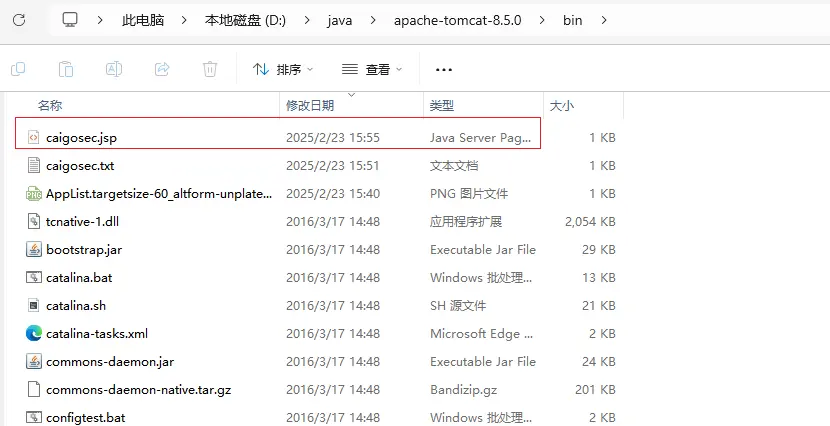 此电脑 > 本地磁盘 (D:) > java > apache-tomcat-8.5.0 > bin >
排序 查看 ...
名称 修改日期 类型 大小
caigosec.jsp 2025/2/23 15:55 Java Server Pag... 1 KB
caigosec.txt 2025/2/23 15:51 文本文档 1 KB
AppList.targetsize-60_altform-unplate... 2025/2/23 15:40 PNG 图片文件 1 KB
tcnative-1.dll 2016/3/17 14:48 应用程序扩展 2,054 KB
bootstrap.jar 2016/3/17 14:48 Executable Jar File 29 KB
catalina.bat 2016/3/17 14:48 Windows 批处理... 13 KB
catalina.sh 2016/3/17 14:48 SH 源文件 21 KB
catalina-tasks.xml 2016/3/17 14:48 Microsoft Edge ... 2 KB
commons-daemon.jar 2016/3/17 14:48 Executable Jar File 24 KB
commons-daemon-native.tar.gz 2016/3/17 14:48 Bandizip.gz 201 KB
configtest.bat 2016/3/17 14:48 Windows 批处理... 2 KB